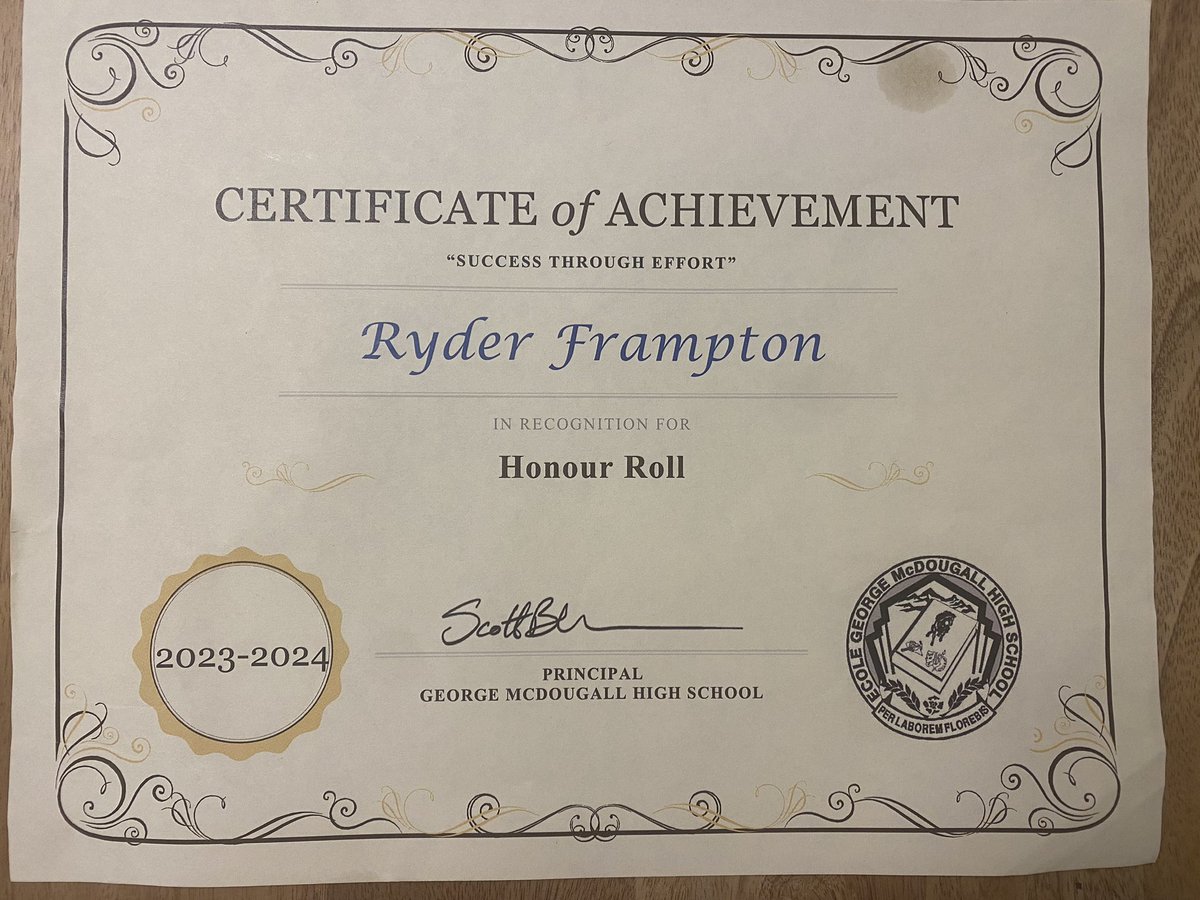 CERTIFICATE of ACHIEVEMENT
“SUCCESS THROUGH EFFORT”
Ryder Frampton
IN RECOGNITION FOR
Honour Roll
2023-2024
Scott
PRINCIPAL
GEORGE MCDOUGALL HIGH SCHOOL
ECOLE GEORGE McDOUGALL HIGH SCHOOL
PER LABOREM FLOREBIS